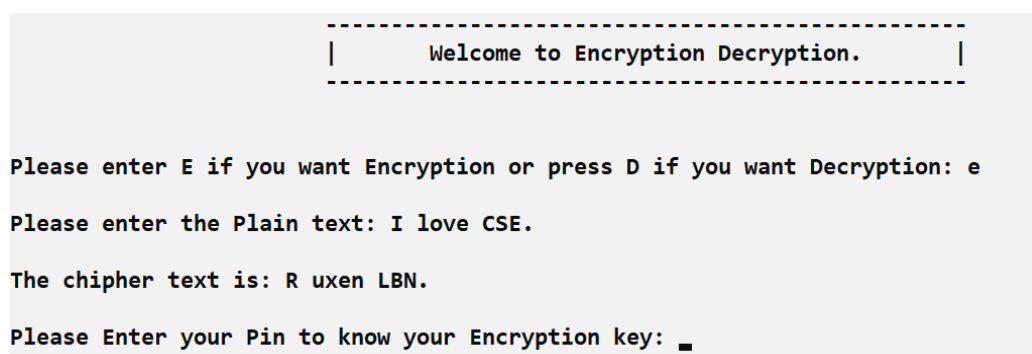 -------------------------------------------------
|       Welcome to Encryption Decryption.       |
-------------------------------------------------
Please enter E if you want Encryption or press D if you want Decryption: e
Please enter the Plain text: I love CSE.
The chipher text is: R uxen LBN.
Please Enter your Pin to know your Encryption key: _